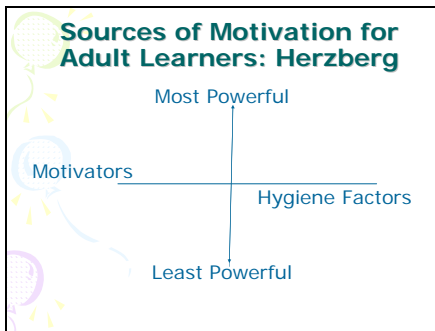 Sources of Motivation for
Adult Learners: Herzberg
Most Powerful
Motivators
Hygiene Factors
Least Powerful